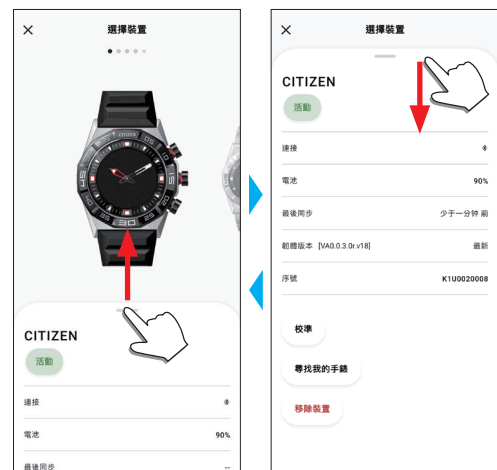 選擇裝置
CITIZEN
活動
連接
電池 90%
最後同步 --
選擇裝置
CITIZEN
活動
連接
電池 90%
最後同步 少于一分钟 前
韌體版本 [VA0.0.3.0r.v18] 最新
序號 K1U0020008
校準
尋找我的手錶
移除裝置